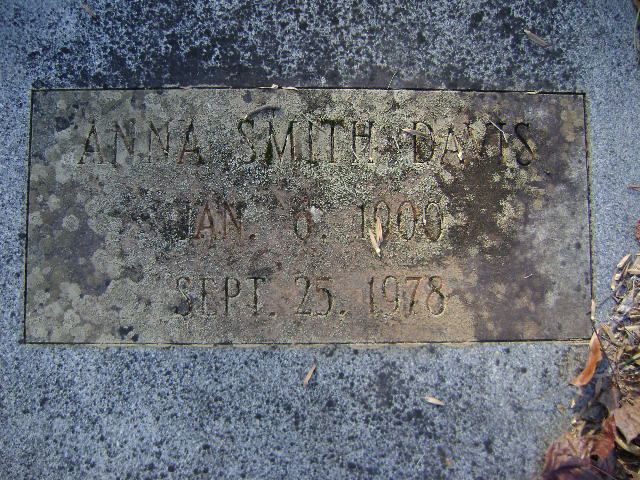 ANNA SMITH DAVIS
JAN. 6, 1900
SEPT. 25, 1978